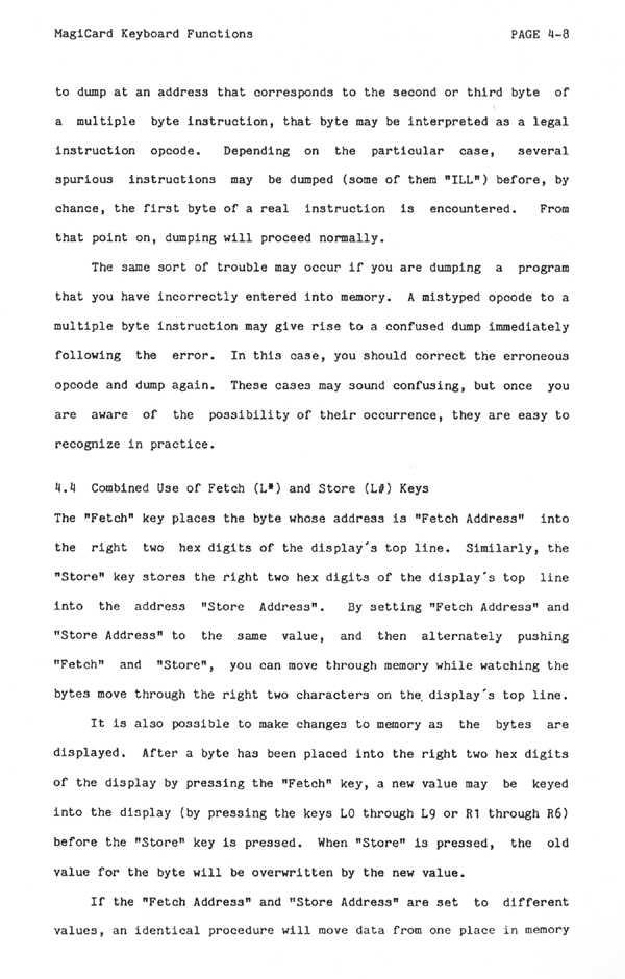 MagiCard Keyboard Functions PAGE 4-8
to dump at an address that corresponds to the second or third byte of
a multiple byte instruction, that byte may be interpreted as a legal
instruction opcode. Depending on the particular case, several
spurious instructions may be dumped (some of them "ILL") before, by
chance, the first byte of a real instruction is encountered. From
that point on, dumping will proceed normally.
The same sort of trouble may occur if you are dumping a program
that you have incorrectly entered into memory. A mistyped opcode to a
multiple byte instruction may give rise to a confused dump immediately
following the error. In this case, you should correct the erroneous
opcode and dump again. These cases may sound confusing, but once you
are aware of the possibility of their occurrence, they are easy to
recognize in practice.
4.4 Combined Use of Fetch (L*) and Store (L#) Keys
The "Fetch" key places the byte whose address is "Fetch Address" into
the right two hex digits of the display's top line. Similarly, the
"Store" key stores the right two hex digits of the display's top line
into the address "Store Address". By setting "Fetch Address" and
"Store Address" to the same value, and then alternately pushing
"Fetch" and "Store", you can move through memory while watching the
bytes move through the right two characters on the display's top line.
It is also possible to make changes to memory as the bytes are
displayed. After a byte has been placed into the right two hex digits
of the display by pressing the "Fetch" key, a new value may be keyed
into the display (by pressing the keys L0 through L9 or R1 through R6)
before the "Store" key is pressed. When "Store" is pressed, the old
value for the byte will be overwritten by the new value.
If the "Fetch Address" and "Store Address" are set to different
values, an identical procedure will move data from one place in memory